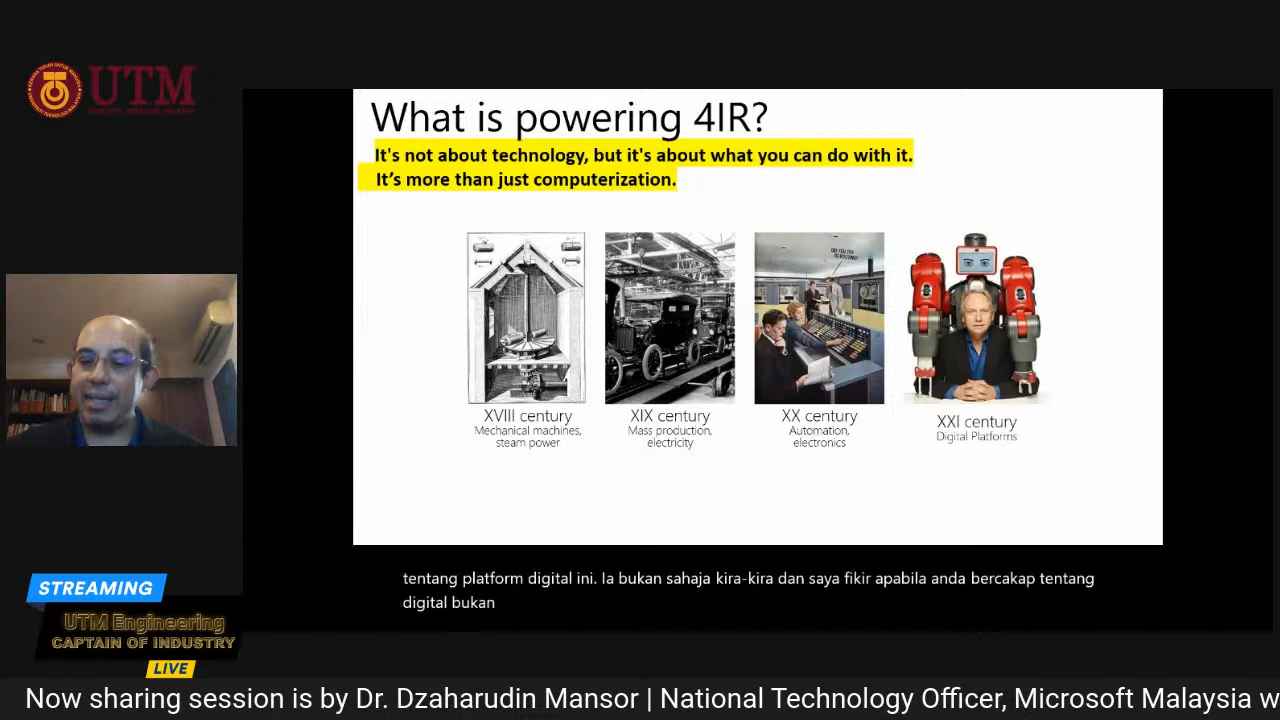 UTM
What is powering 4IR?
It's not about technology, but it's about what you can do with it.
It’s more than just computerization.
DO YOU TRY
XVIII century
Mechanical machines,
steam power
XIX century
Mass production,
electricity
XX century
Automation,
electronics
XXI century
Digital Platforms
tentang platform digital ini. Ia bukan sahaja kira-kira dan saya fikir apabila anda bercakap tentang
digital bukan
STREAMING
UTM Engineering
CAPTAIN OF INDUSTRY
LIVE
Now sharing session is by Dr. Dzaharudin Mansor | National Technology Officer, Microsoft Malaysia w